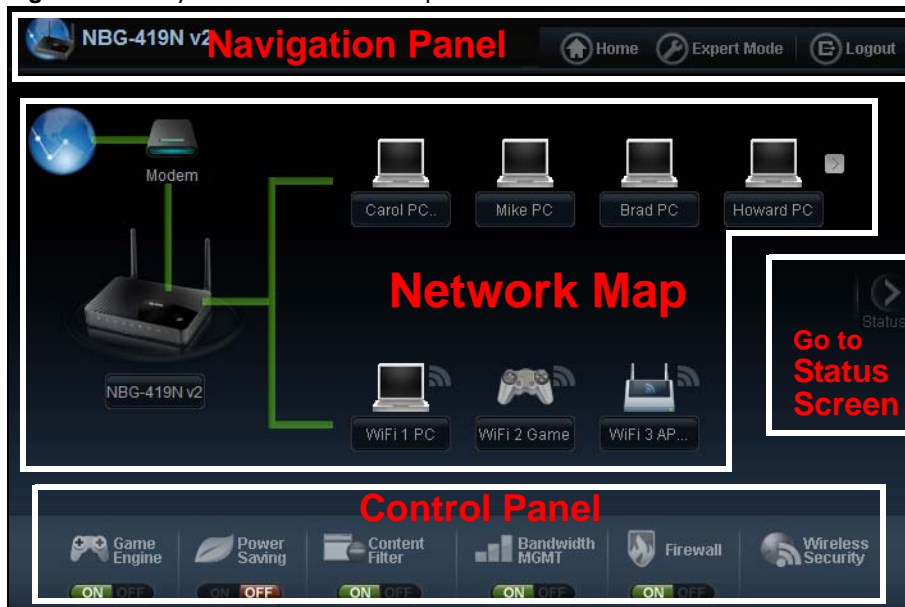 NBG-419N v2
Navigation Panel
Home
Expert Mode
Logout
Modem
Carol PC..
Mike PC
Brad PC
Howard PC
Network Map
Status
Go to
Status
Screen
NBG-419N v2
WiFi 1 PC
WiFi 2 Game
WiFi 3 AP...
Control Panel
Game
Engine
Power
Saving
Content
Filter
Bandwidth
MGMT
Firewall
Wireless
Security
ON OFF
ON OFF
ON OFF
ON OFF
ON OFF